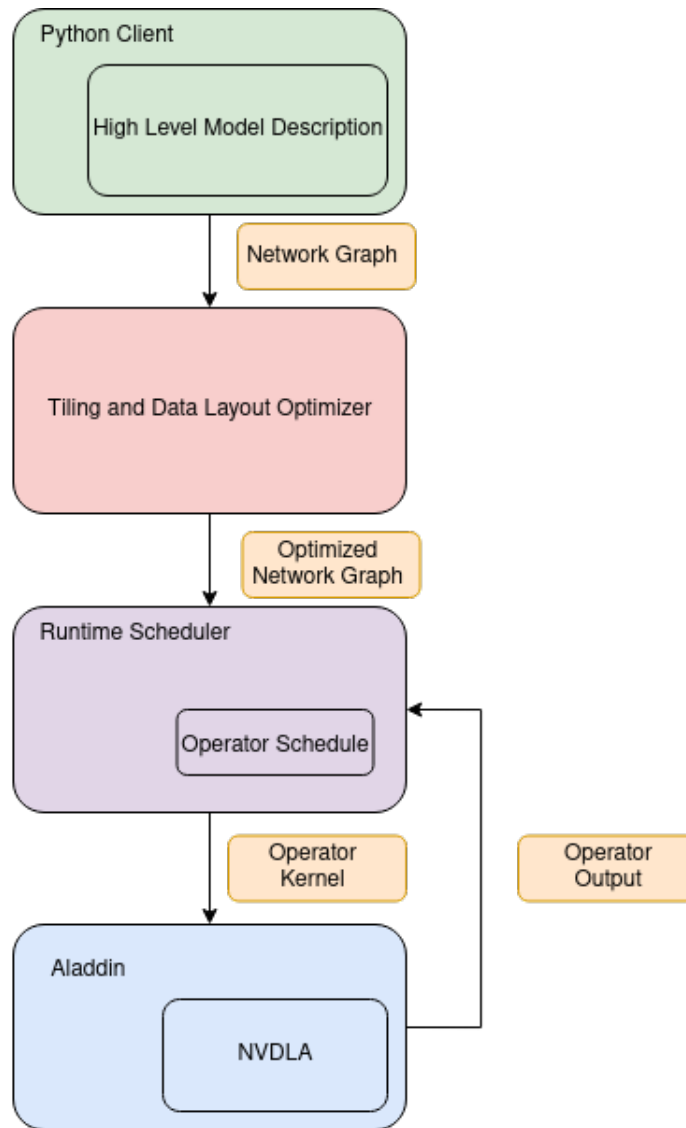 Python Client
High Level Model Description
Network Graph
Tiling and Data Layout Optimizer
Optimized
Network Graph
Runtime Scheduler
Operator Schedule
Operator
Kernel
Operator
Output
Aladdin
NVDLA